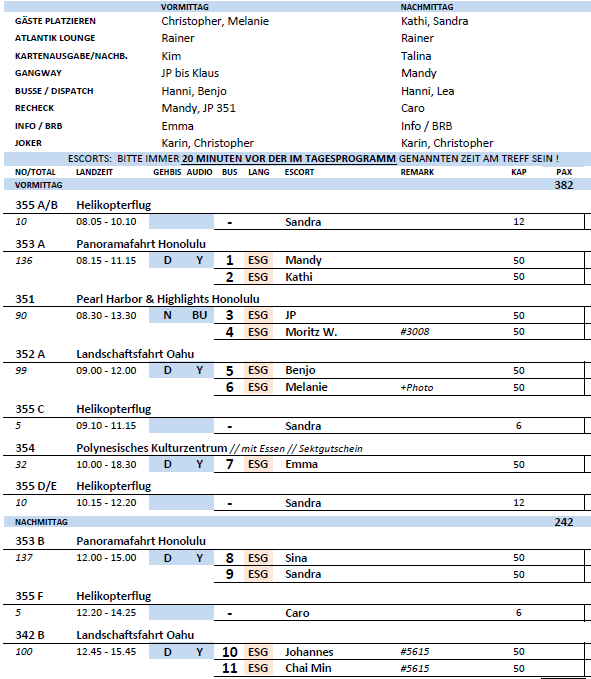 VORMITTAG NACHMITTAG
GÄSTE PLATZIEREN Christopher, Melanie Kathi, Sandra
ATLANTIK LOUNGE Rainer Rainer
KARTENAUSGABE/NACHB. Kim Talina
GANGWAY JP bis Klaus Mandy
BUSSE / DISPATCH Hanni, Benjo Hanni, Lea
RECHECK Mandy, JP 351 Caro
INFO / BRB Emma Info / BRB
JOKER Karin, Christopher Karin, Christopher
ESCORTS: BITTE IMMER 20 MINUTEN VOR DER IM TAGESPROGRAMM GENANNTEN ZEIT AM TREFF SEIN !
NO/TOTAL LANDZEIT GEHBIS AUDIO BUS LANG ESCORT REMARK KAP PAX
VORMITTAG 382
355 A/B Helikopterflug
10 08.05 - 10.10 - Sandra 12
353 A Panoramafahrt Honolulu
136 08.15 - 11.15 D Y 1 ESG Mandy 50
2 ESG Kathi 50
351 Pearl Harbor & Highlights Honolulu
90 08.30 - 13.30 N BU 3 ESG JP 50
4 ESG Moritz W. #3008 50
352 A Landschaftsfahrt Oahu
99 09.00 - 12.00 D Y 5 ESG Benjo 50
6 ESG Melanie +Photo 50
355 C Helikopterflug
5 09.10 - 11.15 - Sandra 6
354 Polynesisches Kulturzentrum // mit Essen // Sektgutschein
32 10.00 - 18.30 D Y 7 ESG Emma 50
355 D/E Helikopterflug
10 10.15 - 12.20 - Sandra 12
NACHMITTAG 242
353 B Panoramafahrt Honolulu
137 12.00 - 15.00 D Y 8 ESG Sina 50
9 ESG Sandra 50
355 F Helikopterflug
5 12.20 - 14.25 - Caro 6
342 B Landschaftsfahrt Oahu
100 12.45 - 15.45 D Y 10 ESG Johannes #5615 50
11 ESG Chai Min #5615 50